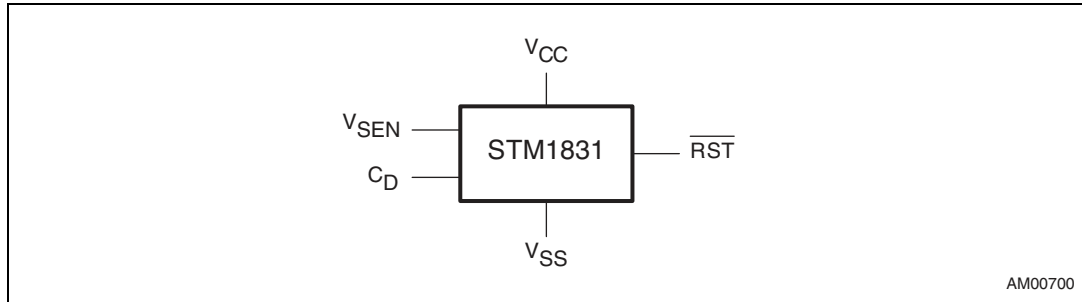 VCC
VSEN
STM1831
RST
CD
VSS
AM00700